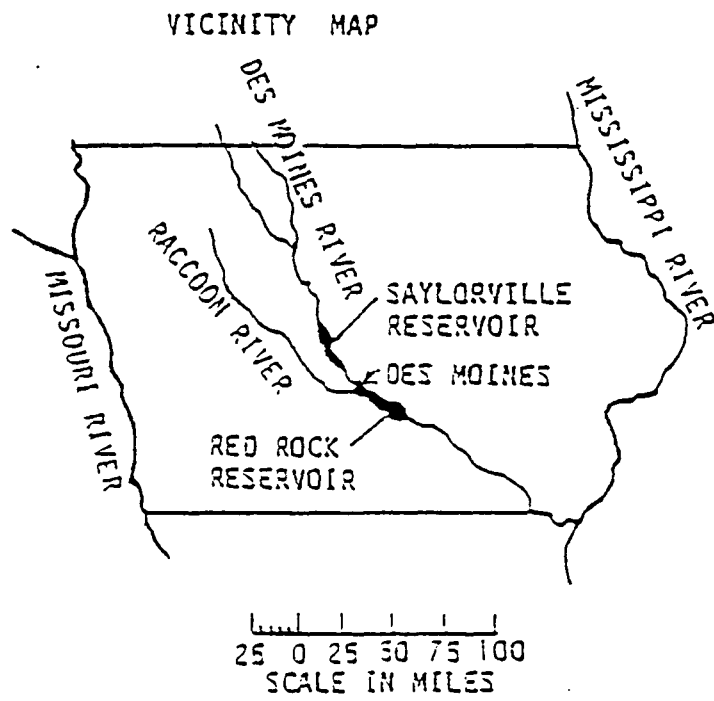 VICINITY MAP
DES MOINES RIVER
MISSISSIPPI RIVER
RACCOON RIVER
MISSOURI RIVER
SAYLORVILLE
RESERVOIR
DES MOINES
RED ROCK
RESERVOIR
25 0 25 50 75 100
SCALE IN MILES